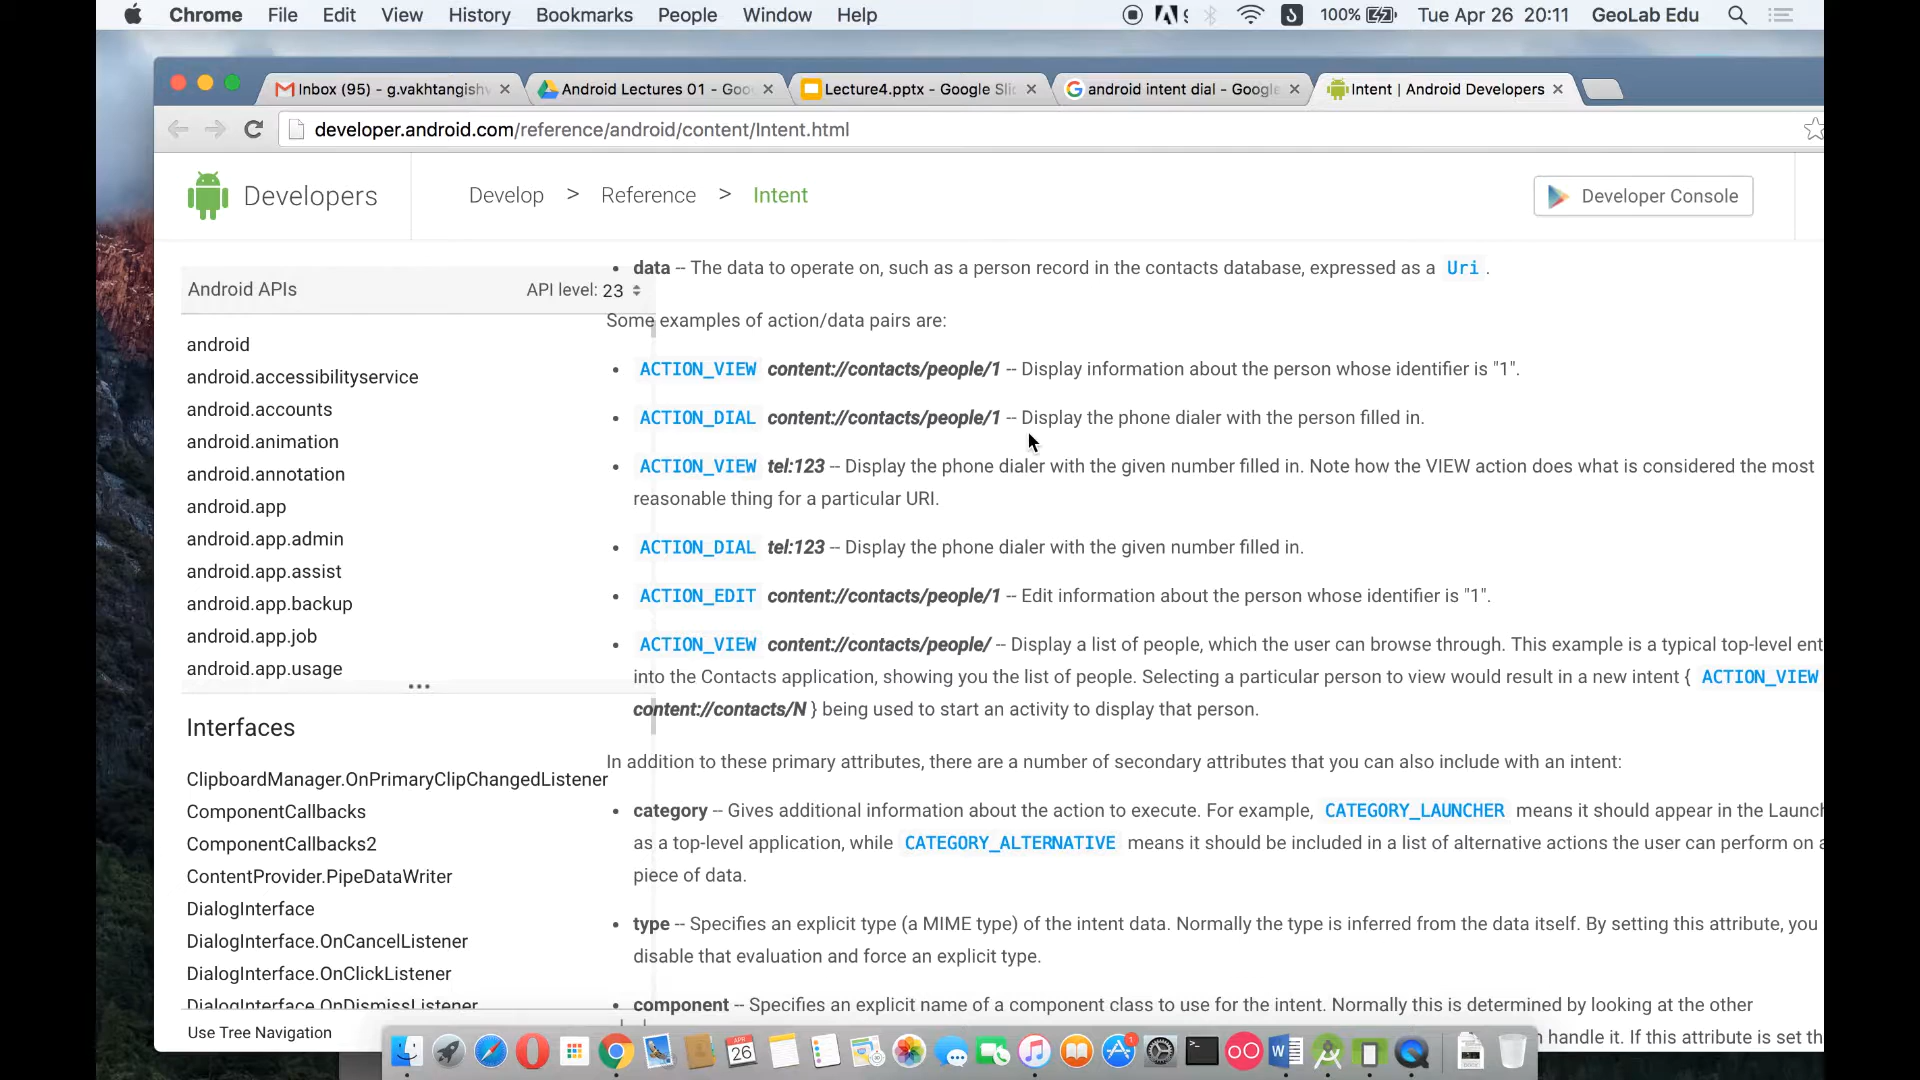 Chrome File Edit View History Bookmarks People Window Help 100% Tue Apr 26 20:11 GeoLab Edu
Inbox (95) - g.vakhtangishv Android Lectures 01 - Goo Lecture4.pptx - Google Slic android intent dial - Google Intent | Android Developers
developer.android.com/reference/android/content/Intent.html
Developers Develop > Reference > Intent Developer Console
Android APIs API level: 23
android
android.accessibilityservice
android.accounts
android.animation
android.annotation
android.app
android.app.admin
android.app.assist
android.app.backup
android.app.job
android.app.usage
Interfaces
ClipboardManager.OnPrimaryClipChangedListener
ComponentCallbacks
ComponentCallbacks2
ContentProvider.PipeDataWriter
DialogInterface
DialogInterface.OnCancelListener
DialogInterface.OnClickListener
DialogInterface.OnDismissListener
Use Tree Navigation
• data -- The data to operate on, such as a person record in the contacts database, expressed as a Uri .
Some examples of action/data pairs are:
• ACTION_VIEW content://contacts/people/1 -- Display information about the person whose identifier is "1".
• ACTION_DIAL content://contacts/people/1 -- Display the phone dialer with the person filled in.
• ACTION_VIEW tel:123 -- Display the phone dialer with the given number filled in. Note how the VIEW action does what is considered the most
reasonable thing for a particular URI.
• ACTION_DIAL tel:123 -- Display the phone dialer with the given number filled in.
• ACTION_EDIT content://contacts/people/1 -- Edit information about the person whose identifier is "1".
• ACTION_VIEW content://contacts/people/ -- Display a list of people, which the user can browse through. This example is a typical top-level ent
into the Contacts application, showing you the list of people. Selecting a particular person to view would result in a new intent { ACTION_VIEW
content://contacts/N } being used to start an activity to display that person.
In addition to these primary attributes, there are a number of secondary attributes that you can also include with an intent:
• category -- Gives additional information about the action to execute. For example, CATEGORY_LAUNCHER means it should appear in the Launch
as a top-level application, while CATEGORY_ALTERNATIVE means it should be included in a list of alternative actions the user can perform on a
piece of data.
• type -- Specifies an explicit type (a MIME type) of the intent data. Normally the type is inferred from the data itself. By setting this attribute, you
disable that evaluation and force an explicit type.
• component -- Specifies an explicit name of a component class to use for the intent. Normally this is determined by looking at the other
handle it. If this attribute is set th
APR
26
1